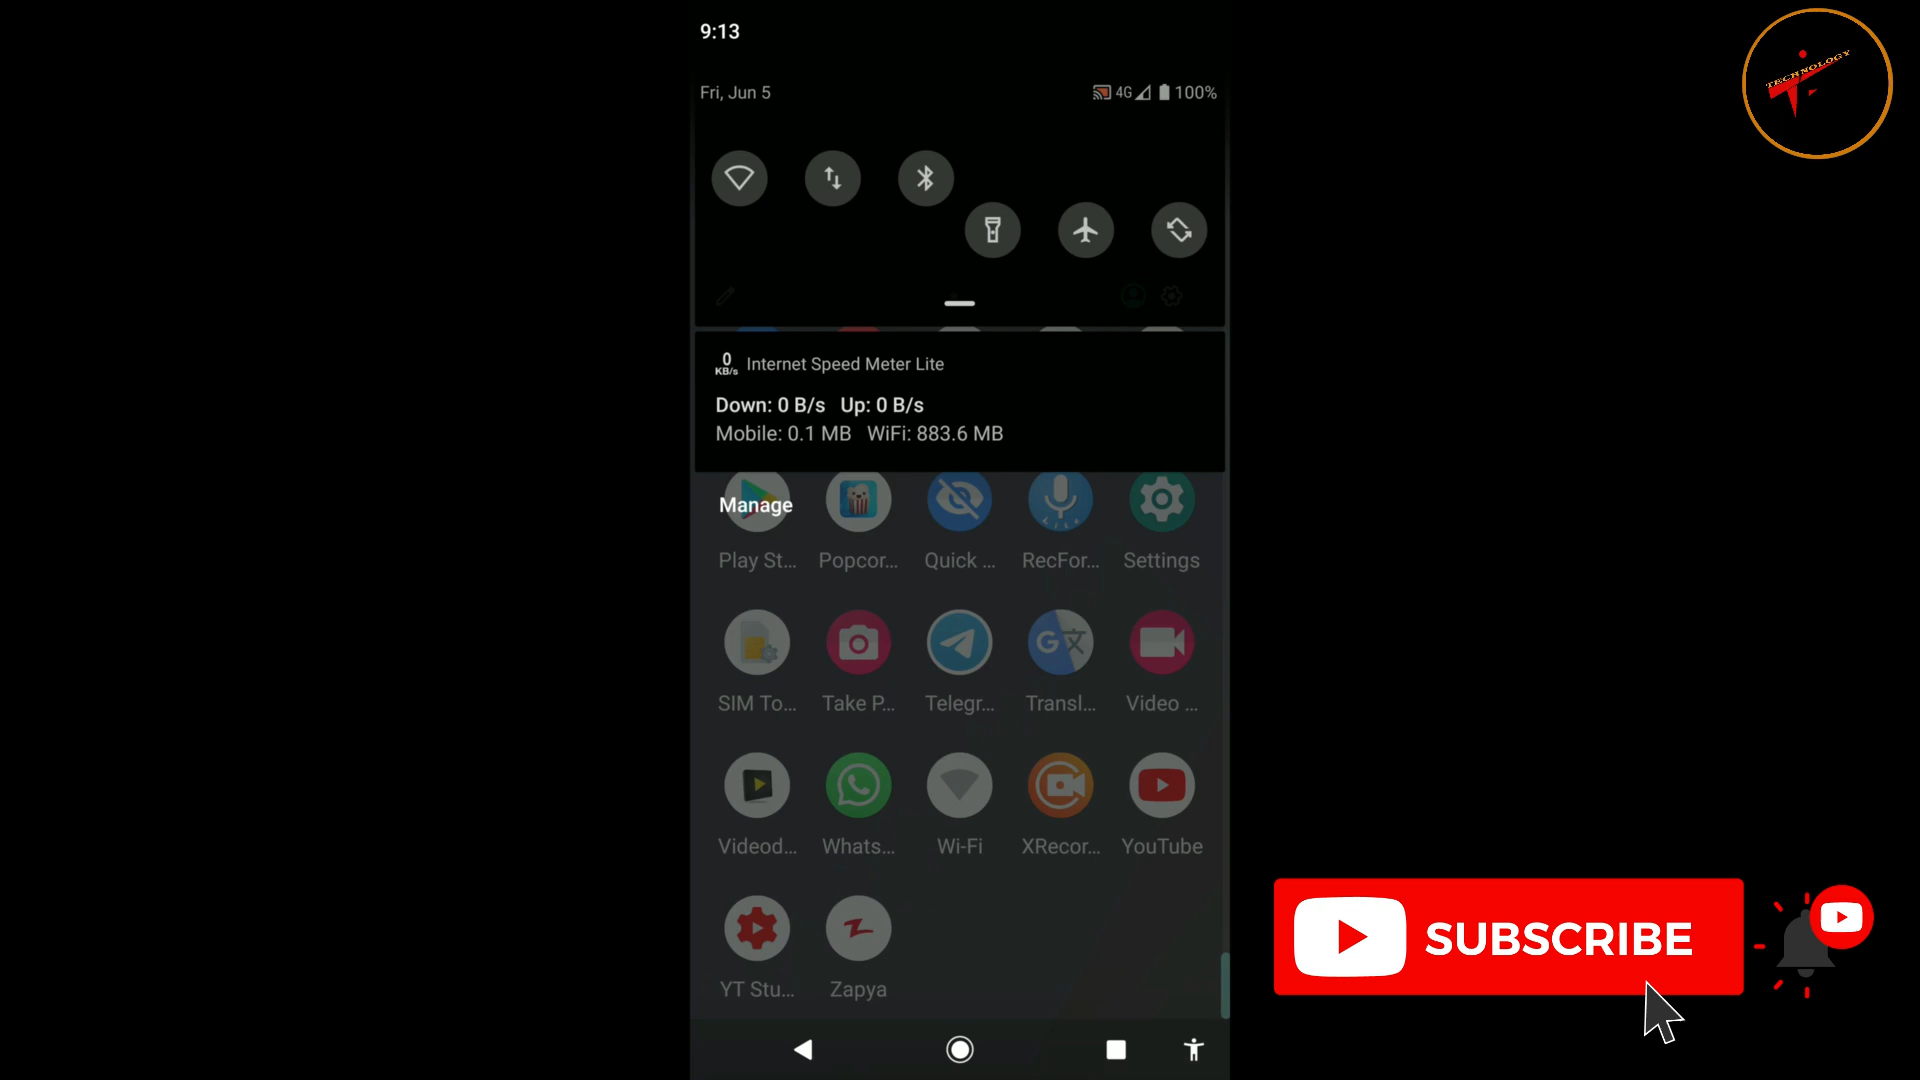 9:13
TECHNOLOGY
Fri, Jun 5
4G 100%
0 KB/s Internet Speed Meter Lite
Down: 0 B/s Up: 0 B/s
Mobile: 0.1 MB WiFi: 883.6 MB
Manage
Play St... Popcor... Quick ... RecFor... Settings
SIM To... Take P... Telegr... Transl... Video ...
Videod... Whats... Wi-Fi XRecor... YouTube
SUBSCRIBE
YT Stu... Zapya